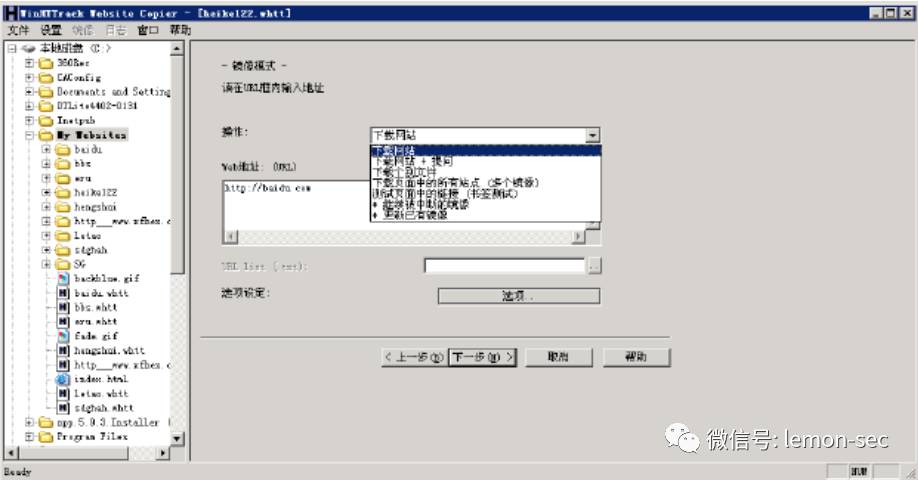 WinHTTrack Website Copier - [heike122.whtt]
文件 设置 镜像 日志 窗口 帮助
本地磁盘 (C:)
360Rec
CAConfig
Documents and Setting
DTLite4402-0131
Inetpub
My Websites
baidu
bbs
eru
heike122
hengshui
http___www.xfbex.c
Letao
sdghah
SG
backblue.gif
baidu.whtt
bbs.whtt
eru.whtt
fade.gif
hengshui.whtt
http___www.xfbex.c
index.html
Letao.whtt
sdghah.whtt
npp.5.9.3.Installer
Program Files
- 镜像模式 -
请在URL框内输入地址
操作:
下载网站
下载网站
下载网站 + 提问
下载个别文件
下载页面中的所有站点 (多个镜像)
测试页面中的链接 (书签测试)
* 继续镜中断的镜像
* 更新已有镜像
Web地址: (URL)
http://baidu.com
URL list (.txt):
..
选项设定:
选项..
< 上一步(B)
下一步(N) >
取消
帮助
微信号: lemon-sec
Ready
NUM